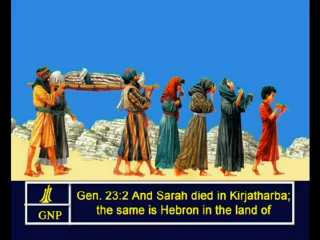 Gen. 23:2 And Sarah died in Kirjatharba;
the same is Hebron in the land of
GNP